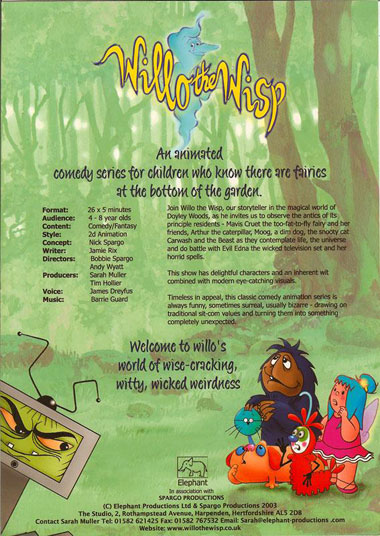 Willo the Wisp
An animated
comedy series for children who know there are fairies
at the bottom of the garden.
Format: 26 x 5 minutes
Audience: 4 - 8 year olds
Content: Comedy/Fantasy
Style: 2d Animation
Concept: Nick Spargo
Writer: Jamie Rix
Directors: Bobbie Spargo
Andy Wyatt
Producers: Sarah Muller
Tim Hollier
Voice: James Dreyfus
Music: Barrie Guard
Join Willo the Wisp, our storyteller in the magical world of
Doyley Woods, as he invites us to observe the antics of its
principle residents - Mavis Cruet the too-fat-to-fly fairy and her
friends, Arthur the caterpillar, Moog, a dim dog, the snooty cat
Carwash and the Beast as they contemplate life, the universe
and do battle with Evil Edna the wicked television set and her
horrid spells.
This show has delightful characters and an inherent wit
combined with modern eye-catching visuals.
Timeless in appeal, this classic comedy animation series is
always funny, sometimes surreal, usually bizarre - drawing on
traditional sit-com values and turning them into something
completely unexpected.
Welcome to willo's
world of wise-cracking,
witty, wicked weirdness
Elephant
in association with
SPARGO PRODUCTIONS
(C) Elephant Productions Ltd & Spargo Productions 2003
The Studio, 2, Rothampstead Avenue, Harpenden, Hertfordshire AL5 2DB
Contact Sarah Muller Tel: 01582 621425 Fax: 01582 767532 Email: Sarah@elephant-productions .com
Website: www.willothewisp.co.uk